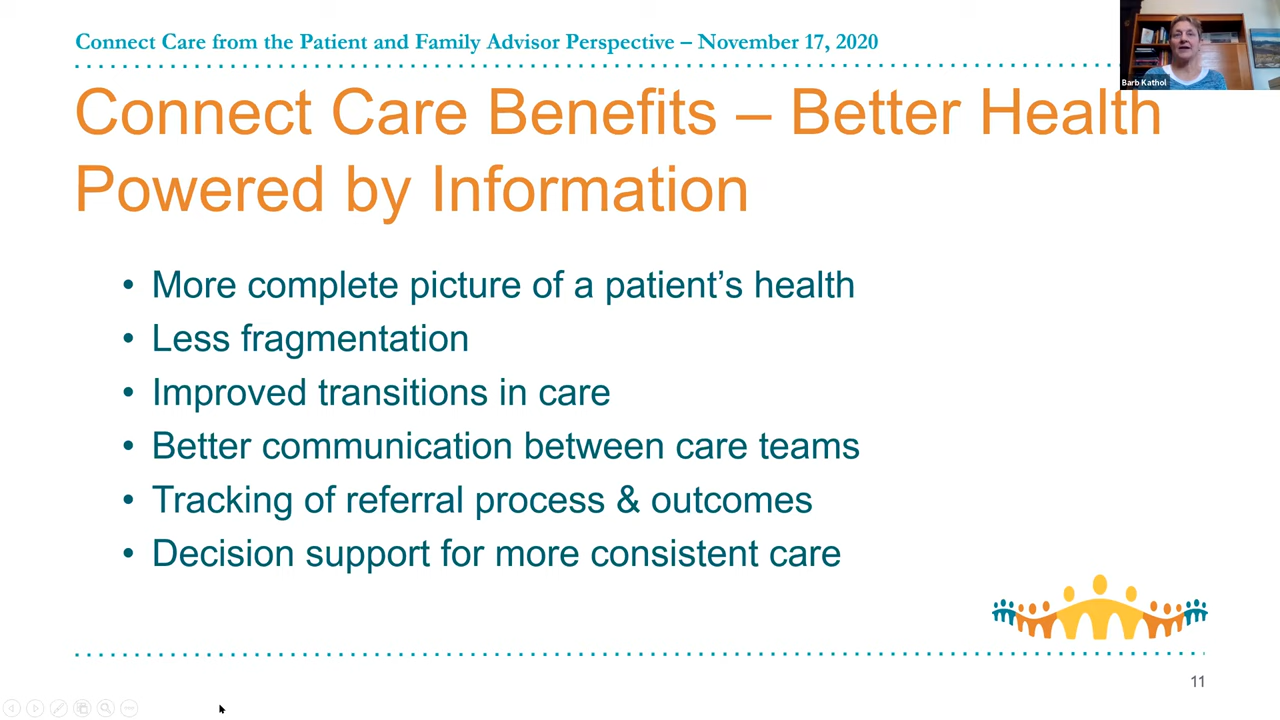 Connect Care from the Patient and Family Advisor Perspective – November 17, 2020
Barb Kathol
Connect Care Benefits – Better Health
Powered by Information
• More complete picture of a patient’s health
• Less fragmentation
• Improved transitions in care
• Better communication between care teams
• Tracking of referral process & outcomes
• Decision support for more consistent care
11